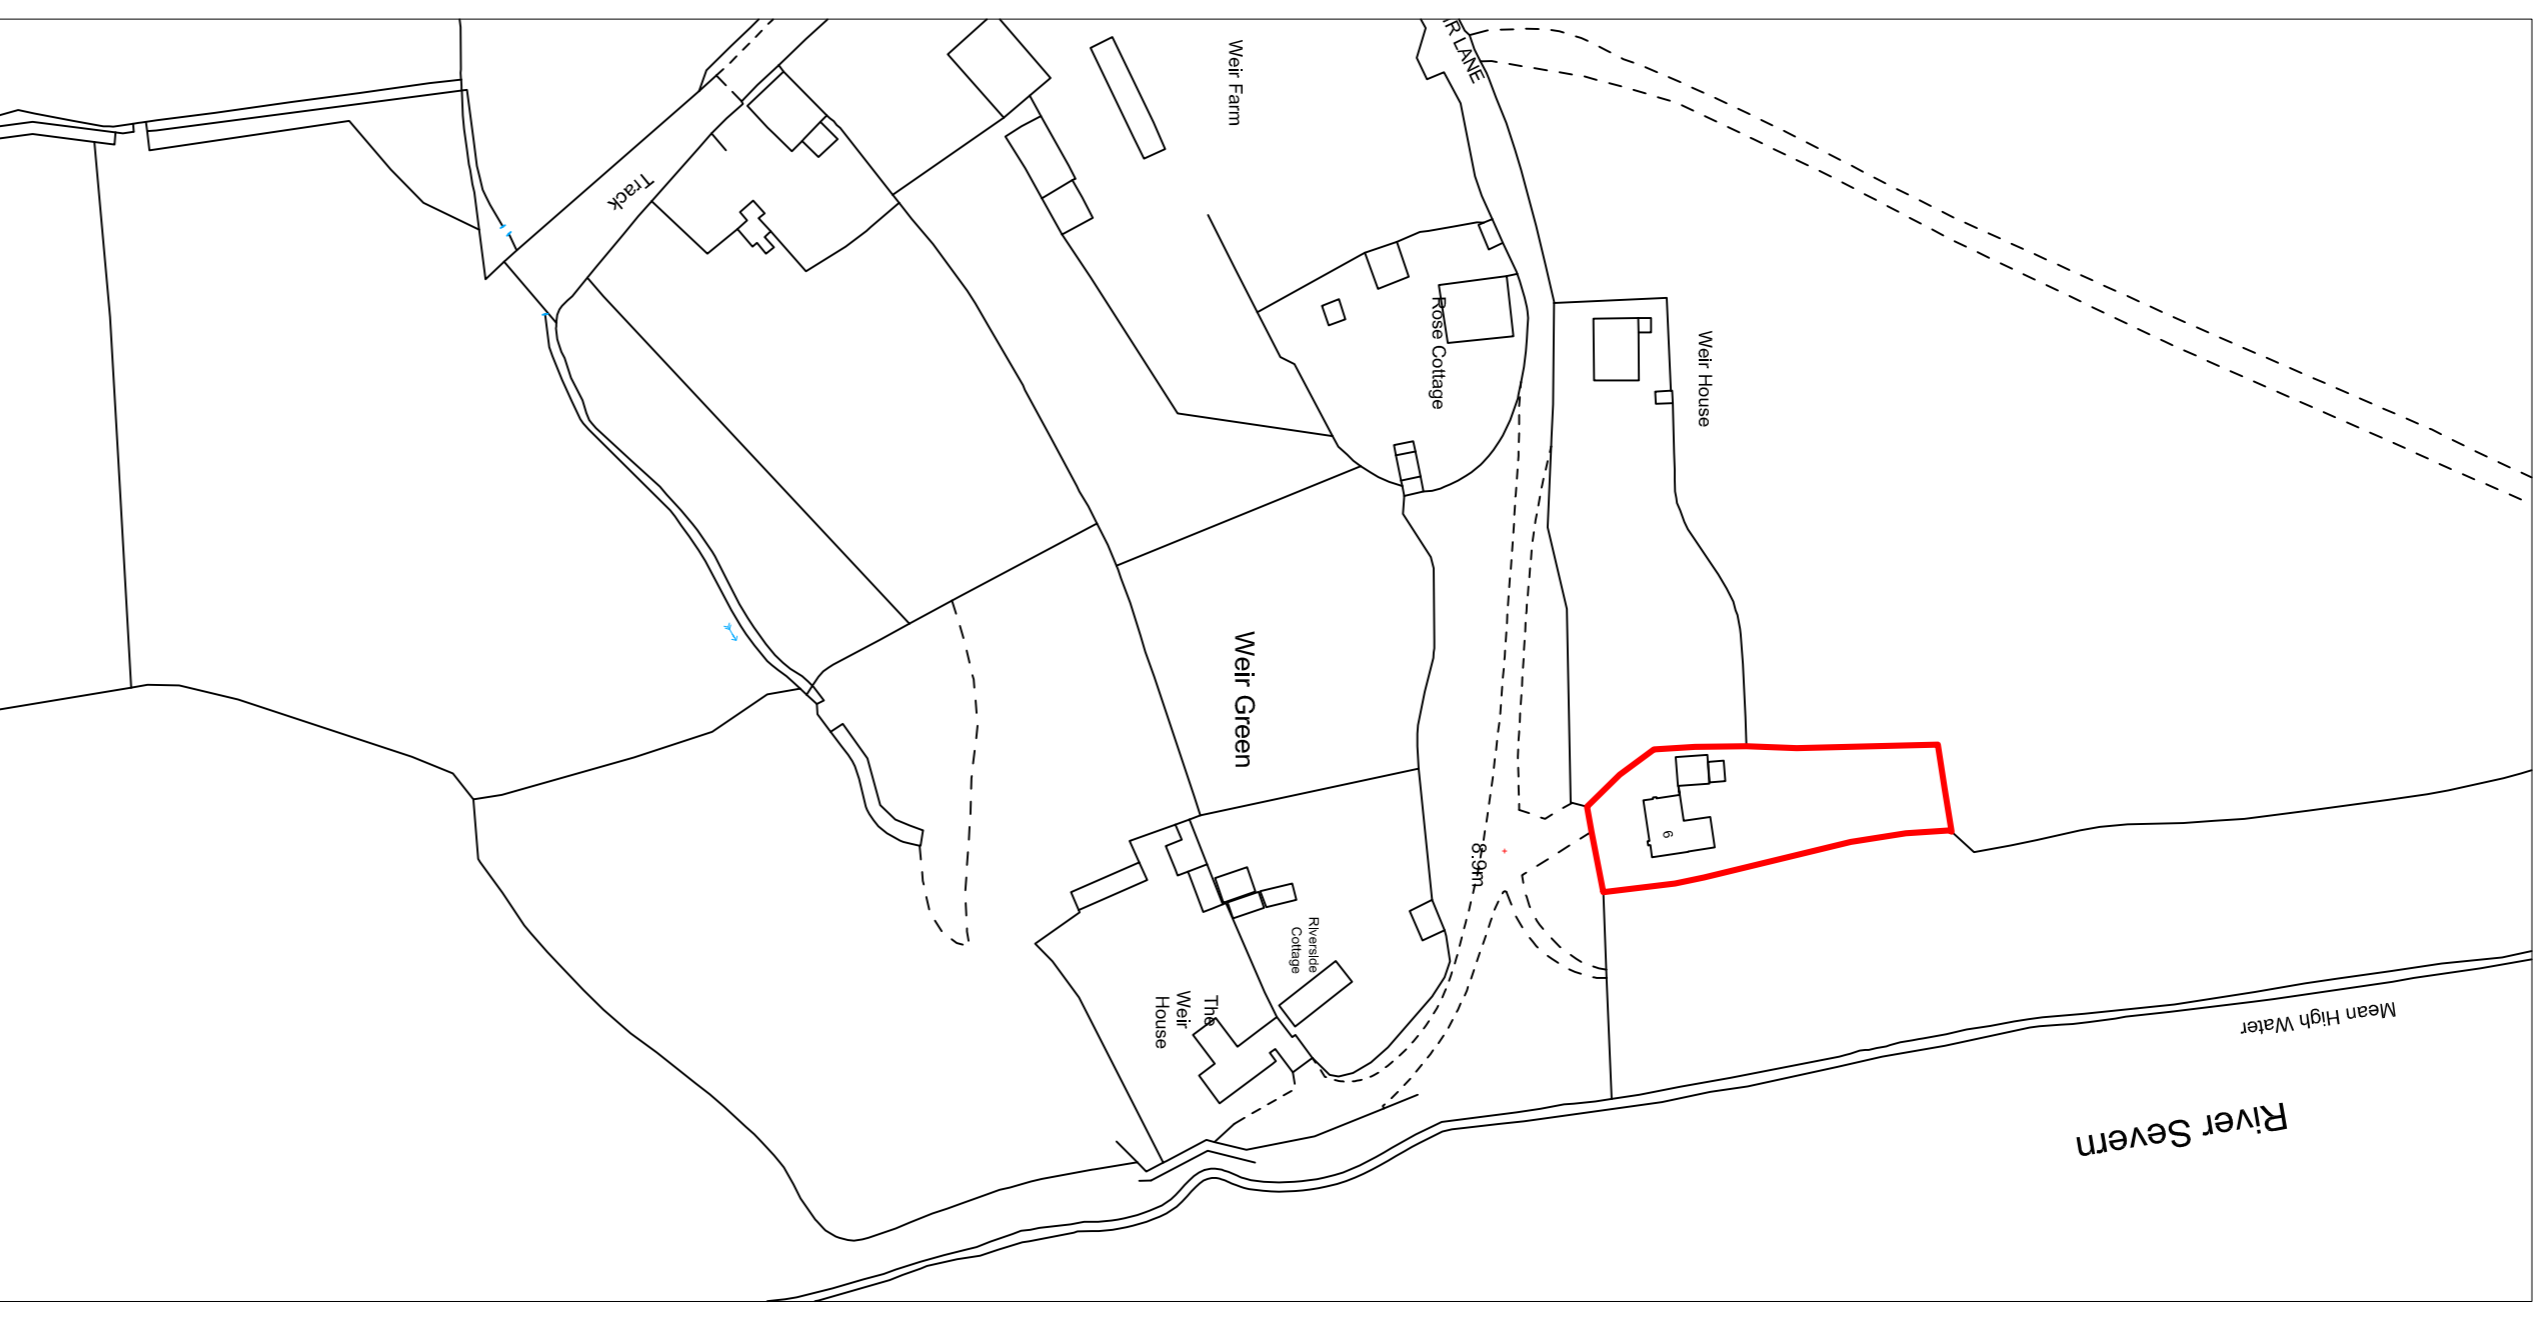 Weir Farm
R LANE
Track
Rose Cottage
Weir House
Weir Green
6
8.9m
Riverside
Cottage
The
Weir
House
Mean High Water
River Severn